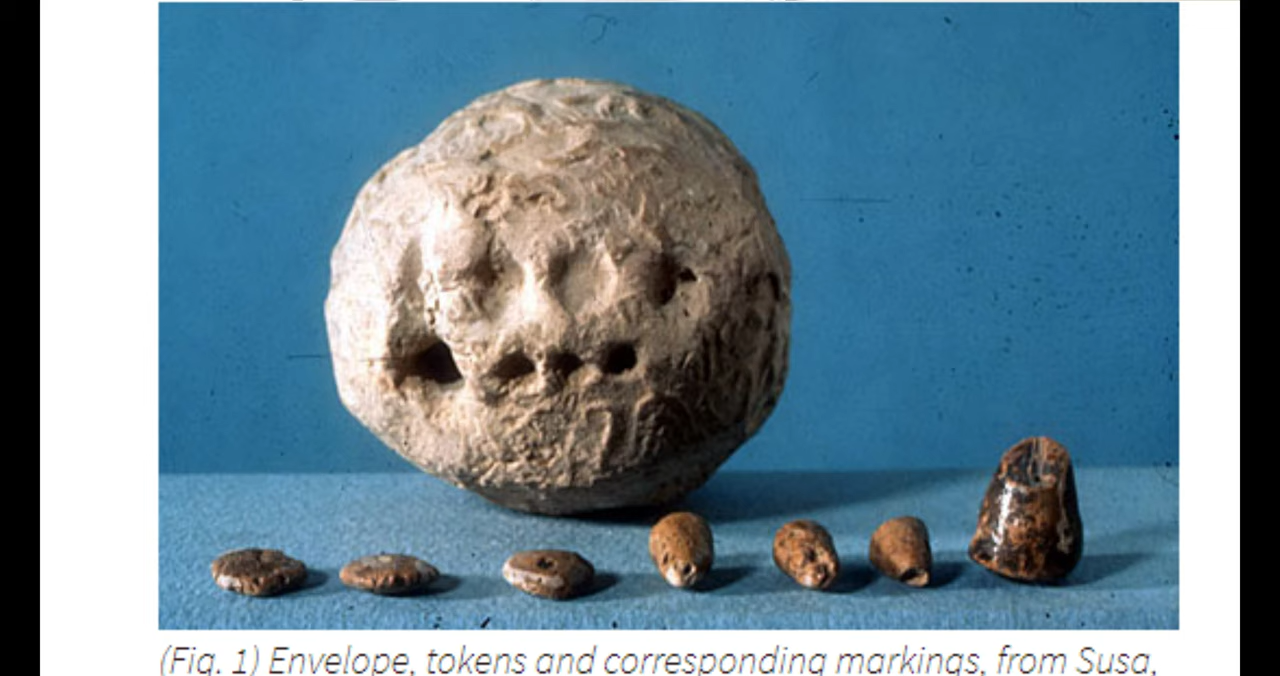 (Fig. 1) Envelope, tokens and corresponding markings, from Susa,